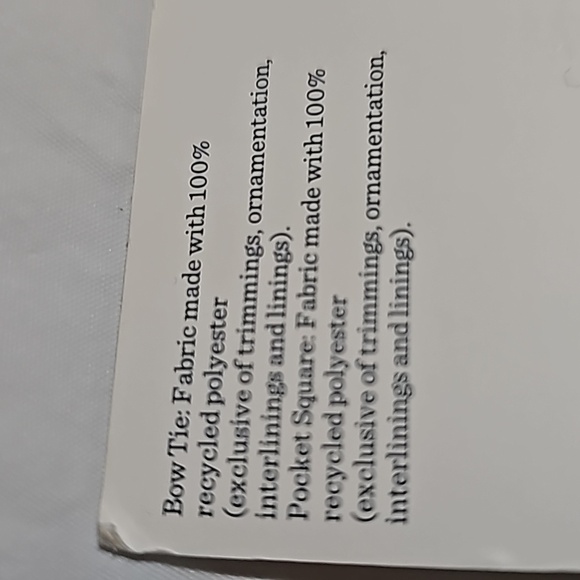 Bow Tie: Fabric made with 100%
recycled polyester
(exclusive of trimmings, ornamentation,
interlinings and linings).
Pocket Square: Fabric made with 100%
recycled polyester
(exclusive of trimmings, ornamentation,
interlinings and linings).